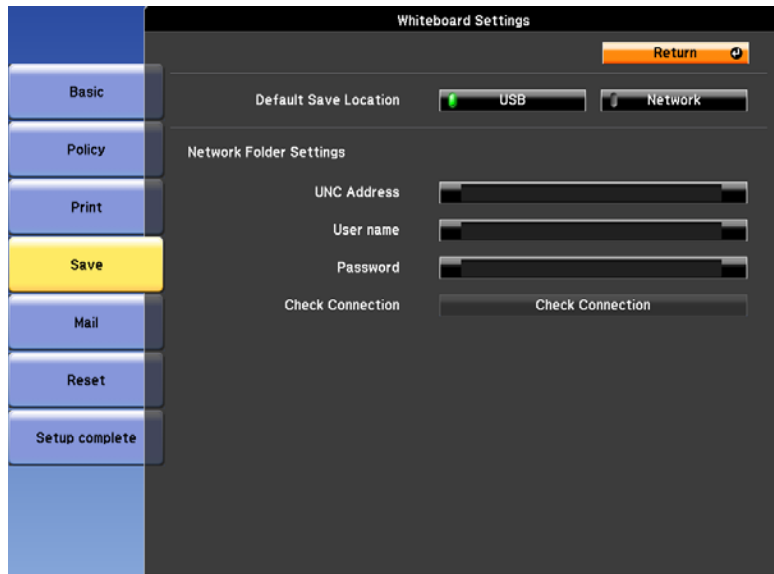 Whiteboard Settings
Return
Basic
Default Save Location USB Network
Policy
Network Folder Settings
UNC Address
Print
User name
Save
Password
Check Connection Check Connection
Mail
Reset
Setup complete